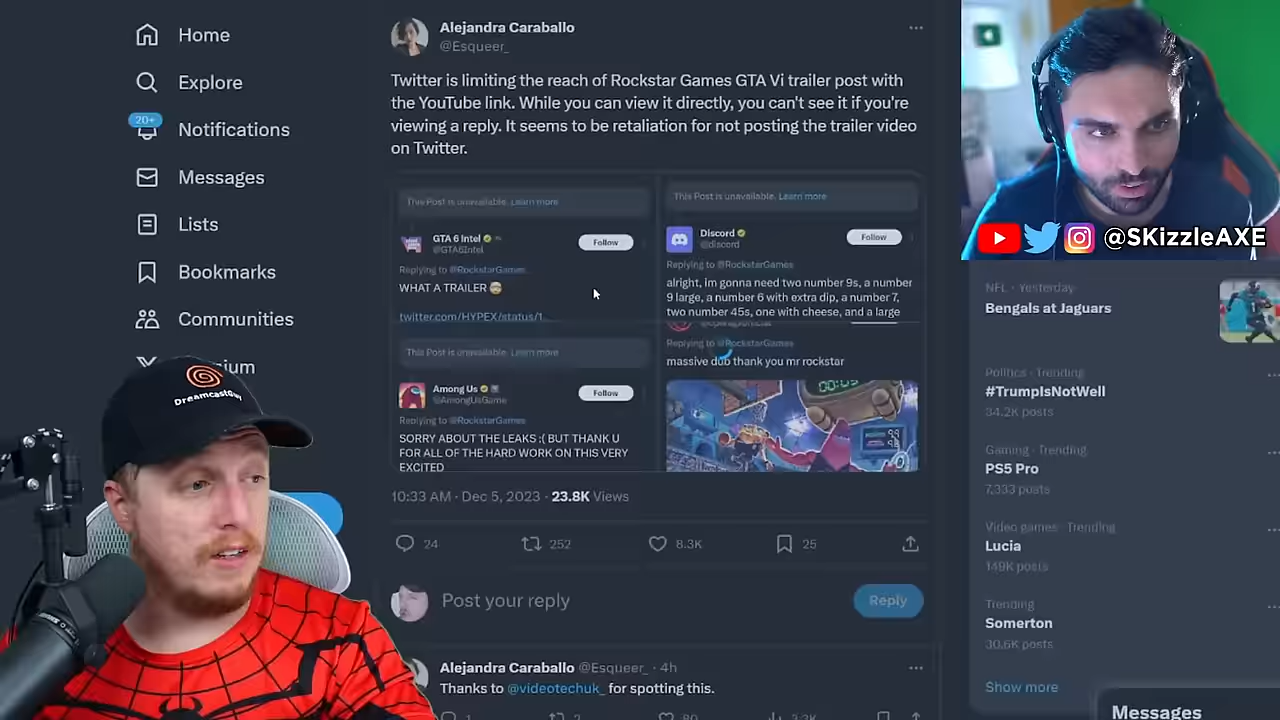 Home
Explore
20+
Notifications
Messages
Lists
Bookmarks
Communities
DreamcastGuy
Alejandra Caraballo
@Esqueer_
Twitter is limiting the reach of Rockstar Games GTA Vi trailer post with
the YouTube link. While you can view it directly, you can't see it if you're
viewing a reply. It seems to be retaliation for not posting the trailer video
on Twitter.
This Post is unavailable. Learn more
GTA 6 Intel
@GTA6Intel
Follow
Replying to @RockstarGames
WHAT A TRAILER 🤯
twitter.com/HYPEX/status/1...
This Post is unavailable. Learn more
Discord
@discord
Follow
Replying to @RockstarGames
alright, im gonna need two number 9s, a number
9 large, a number 6 with extra dip, a number 7,
two number 45s, one with cheese, and a large
This Post is unavailable. Learn more
Among Us
@AmongUsGame
Follow
Replying to @RockstarGames
SORRY ABOUT THE LEAKS :( BUT THANK U
FOR ALL OF THE HARD WORK ON THIS VERY
EXCITED
Replying to @RockstarGames
massive dub thank you mr rockstar
10:33 AM · Dec 5, 2023 · 23.8K Views
24
252
8.3K
25
Post your reply
Reply
Alejandra Caraballo @Esqueer_ · 4h
Thanks to @videotechuk_ for spotting this.
@SKizzleAXE
NFL · Yesterday
Bengals at Jaguars
Politics · Trending
#TrumpIsNotWell
34.2K posts
Gaming · Trending
PS5 Pro
7,333 posts
Video games · Trending
Lucia
149K posts
Trending
Somerton
30.6K posts
Show more
Messages